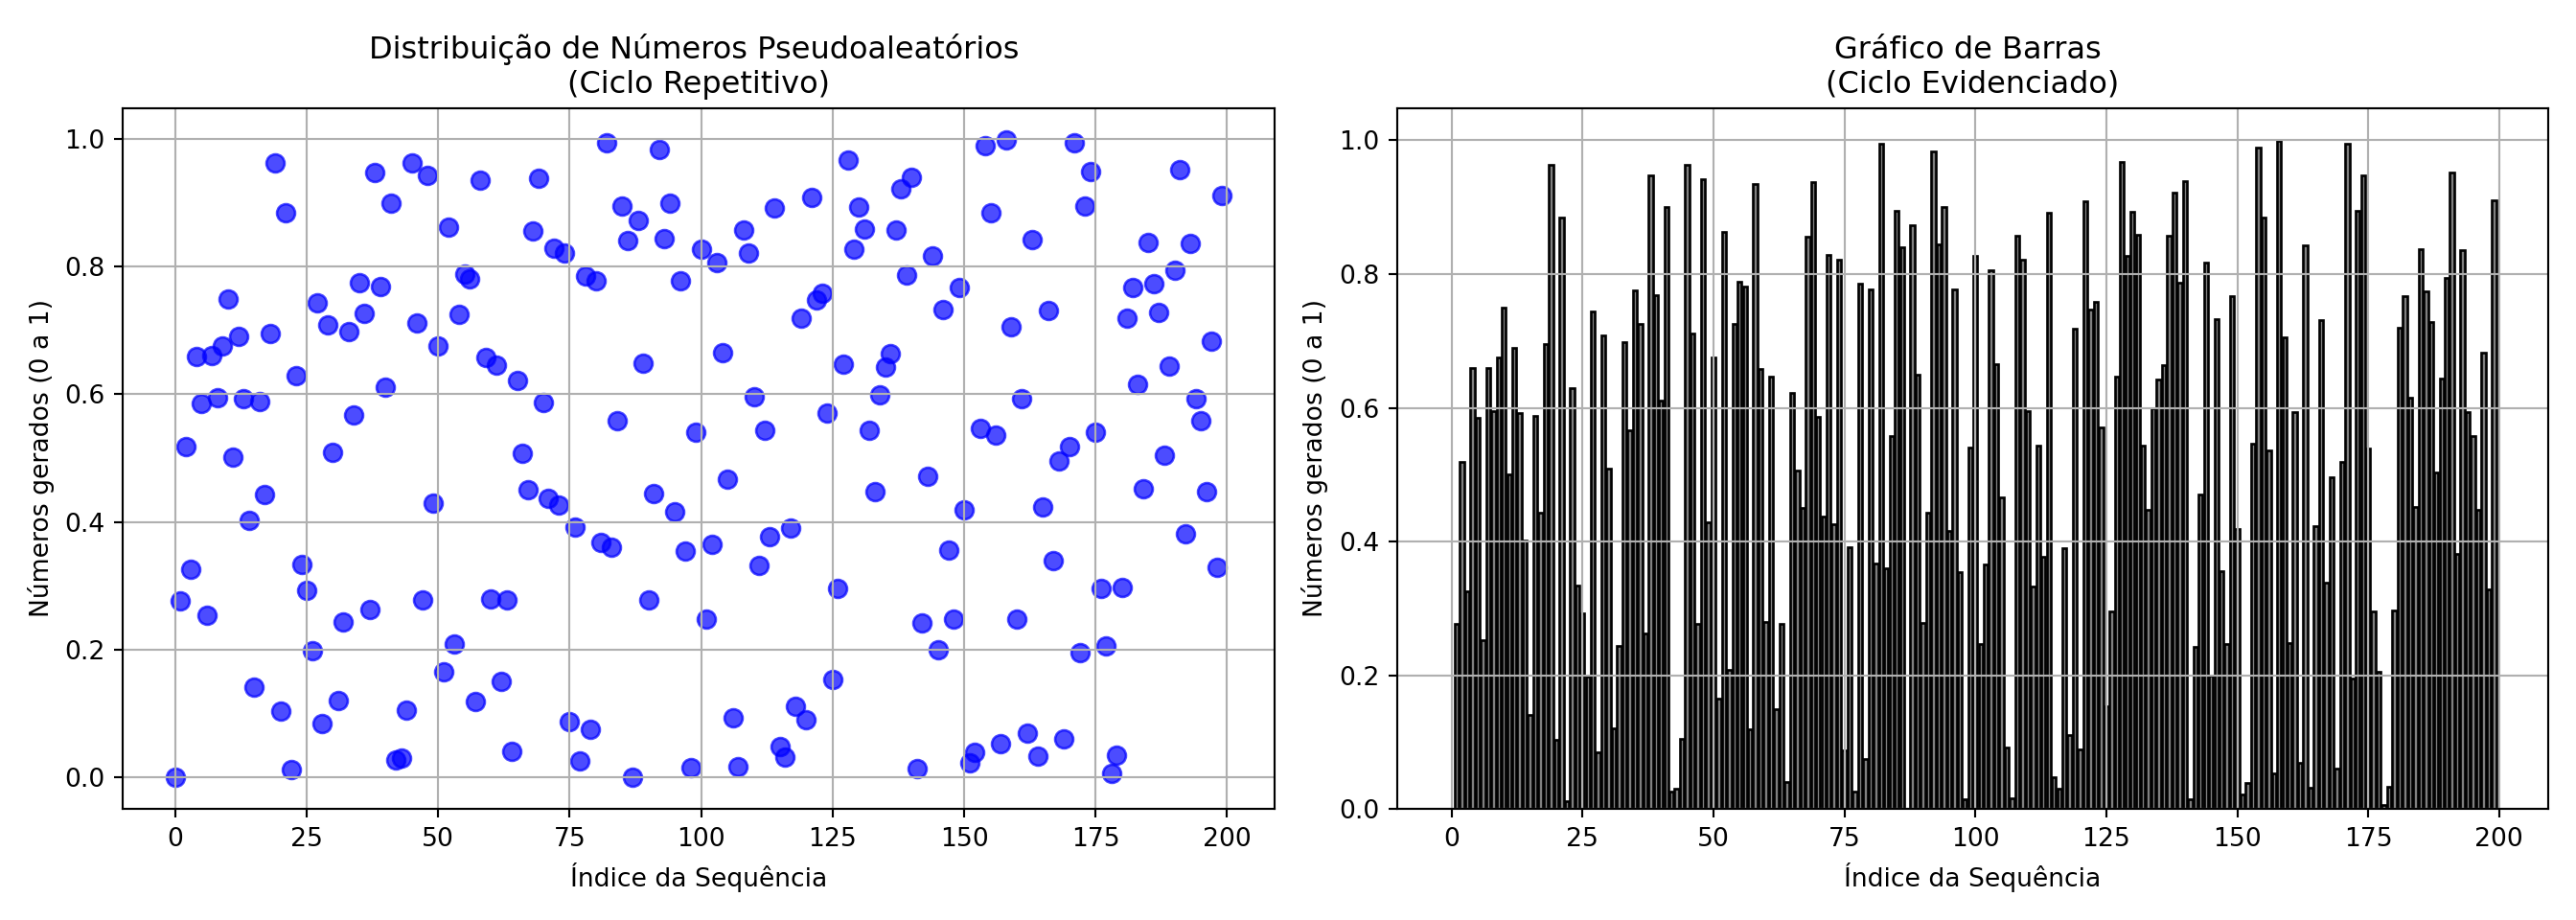 Distribuição de Números Pseudoaleatórios
(Ciclo Repetitivo)
Números gerados (0 a 1)
1.0
0.8
0.6
0.4
0.2
0.0
0 25 50 75 100 125 150 175 200
Índice da Sequência
Gráfico de Barras
(Ciclo Evidenciado)
Números gerados (0 a 1)
1.0
0.8
0.6
0.4
0.2
0.0
0 25 50 75 100 125 150 175 200
Índice da Sequência